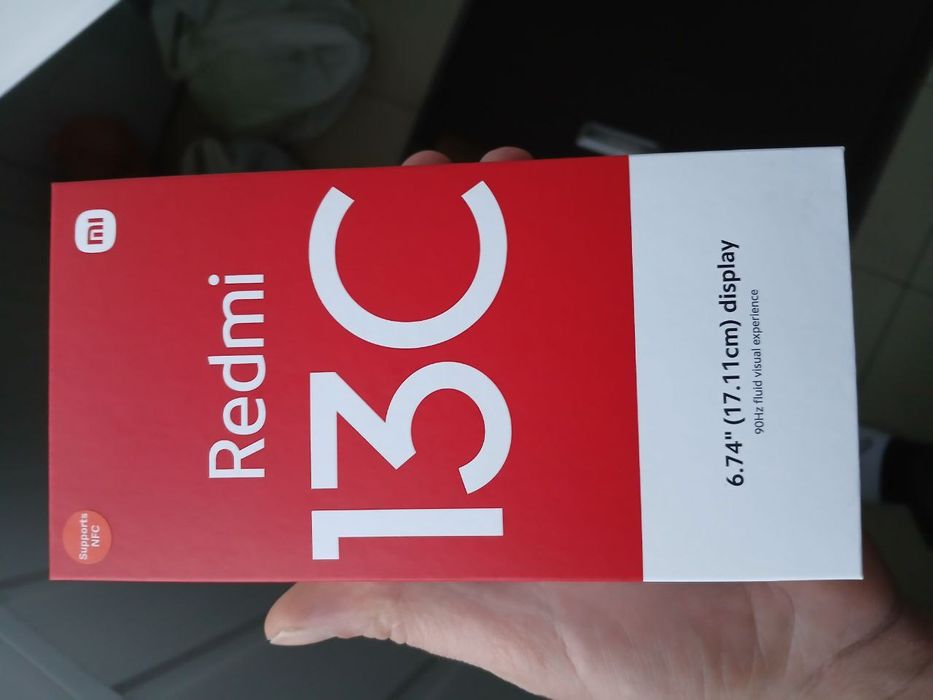 Supports
NFC
mi
Redmi
13C
6.74" (17.11cm) display
90Hz fluid visual experience